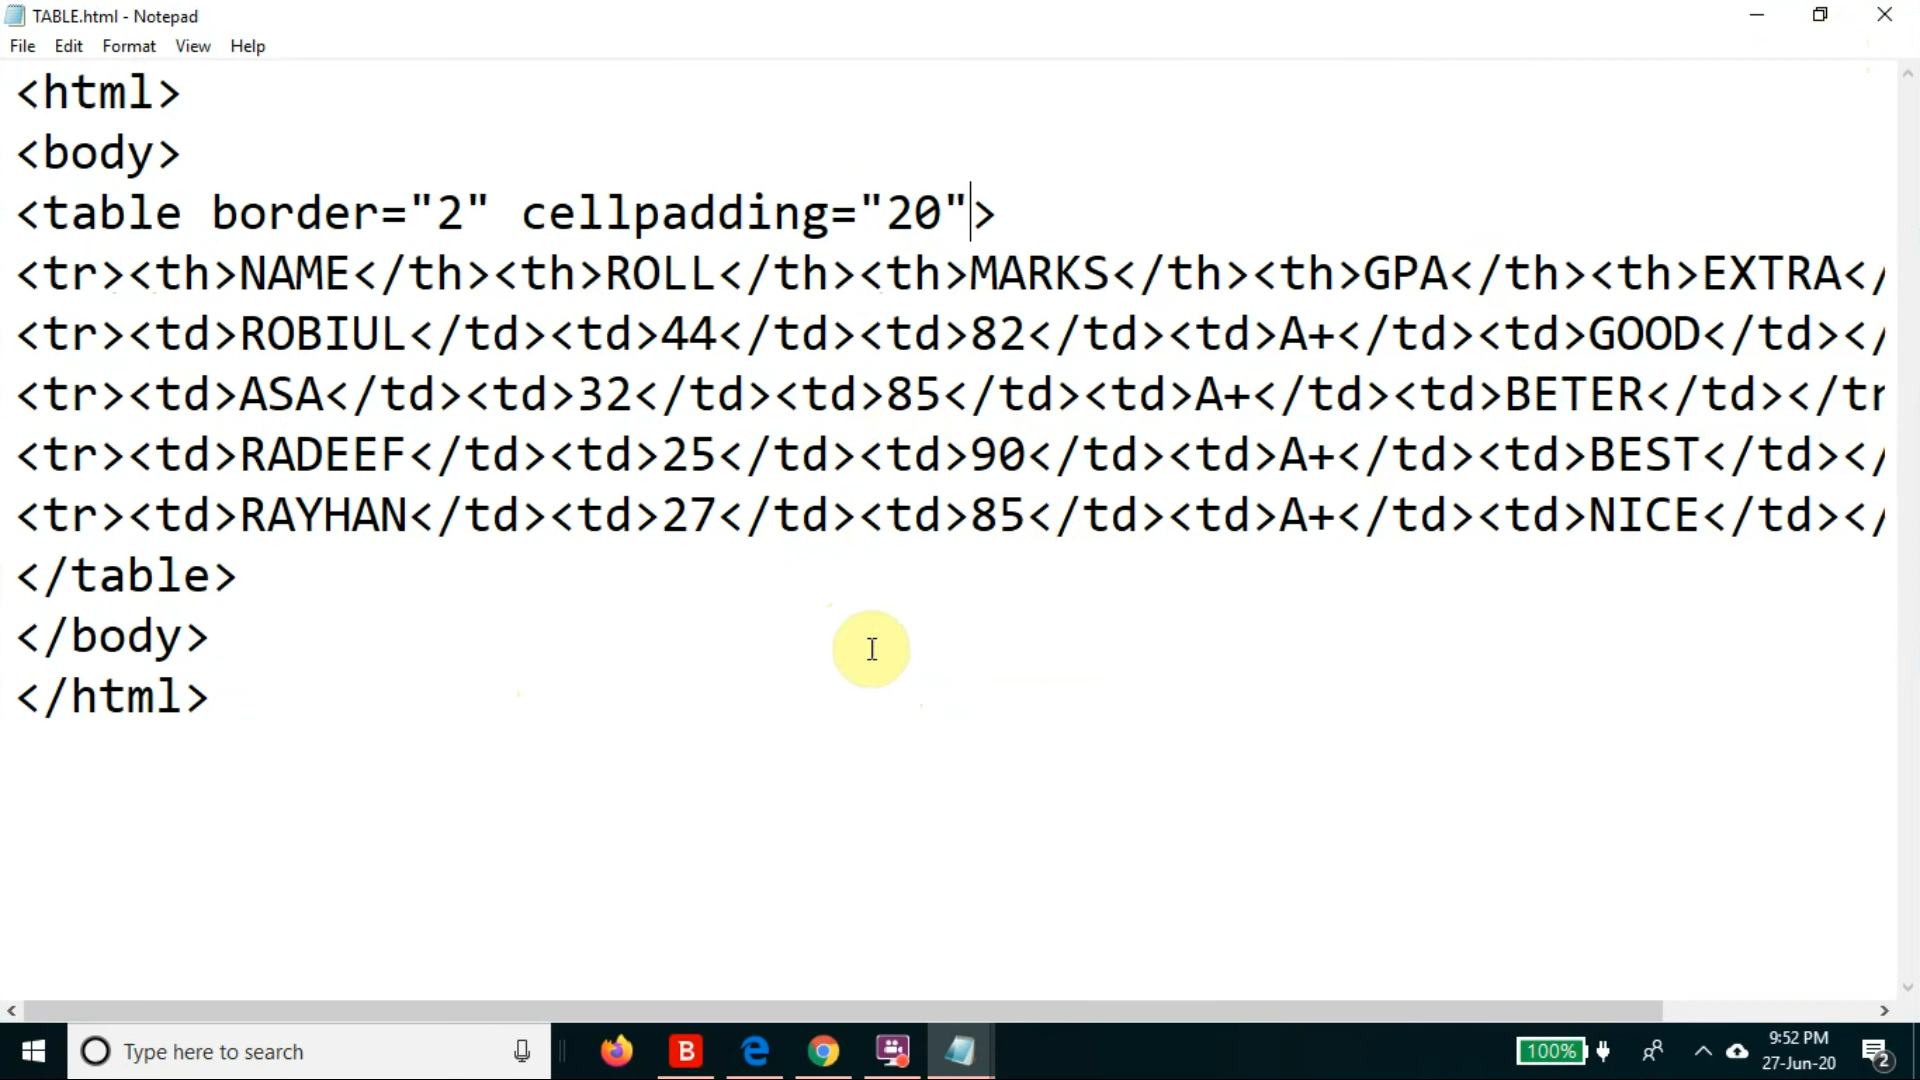 TABLE.html - Notepad
File Edit Format View Help
<html>
<body>
<table border="2" cellpadding="20">
<tr><th>NAME</th><th>ROLL</th><th>MARKS</th><th>GPA</th><th>EXTRA</
<tr><td>ROBIUL</td><td>44</td><td>82</td><td>A+</td><td>GOOD</td></
<tr><td>ASA</td><td>32</td><td>85</td><td>A+</td><td>BETER</td></tr
<tr><td>RADEEF</td><td>25</td><td>90</td><td>A+</td><td>BEST</td></
<tr><td>RAYHAN</td><td>27</td><td>85</td><td>A+</td><td>NICE</td></
</table>
</body>
</html>
Type here to search
B
100%
9:52 PM
27-Jun-20
2